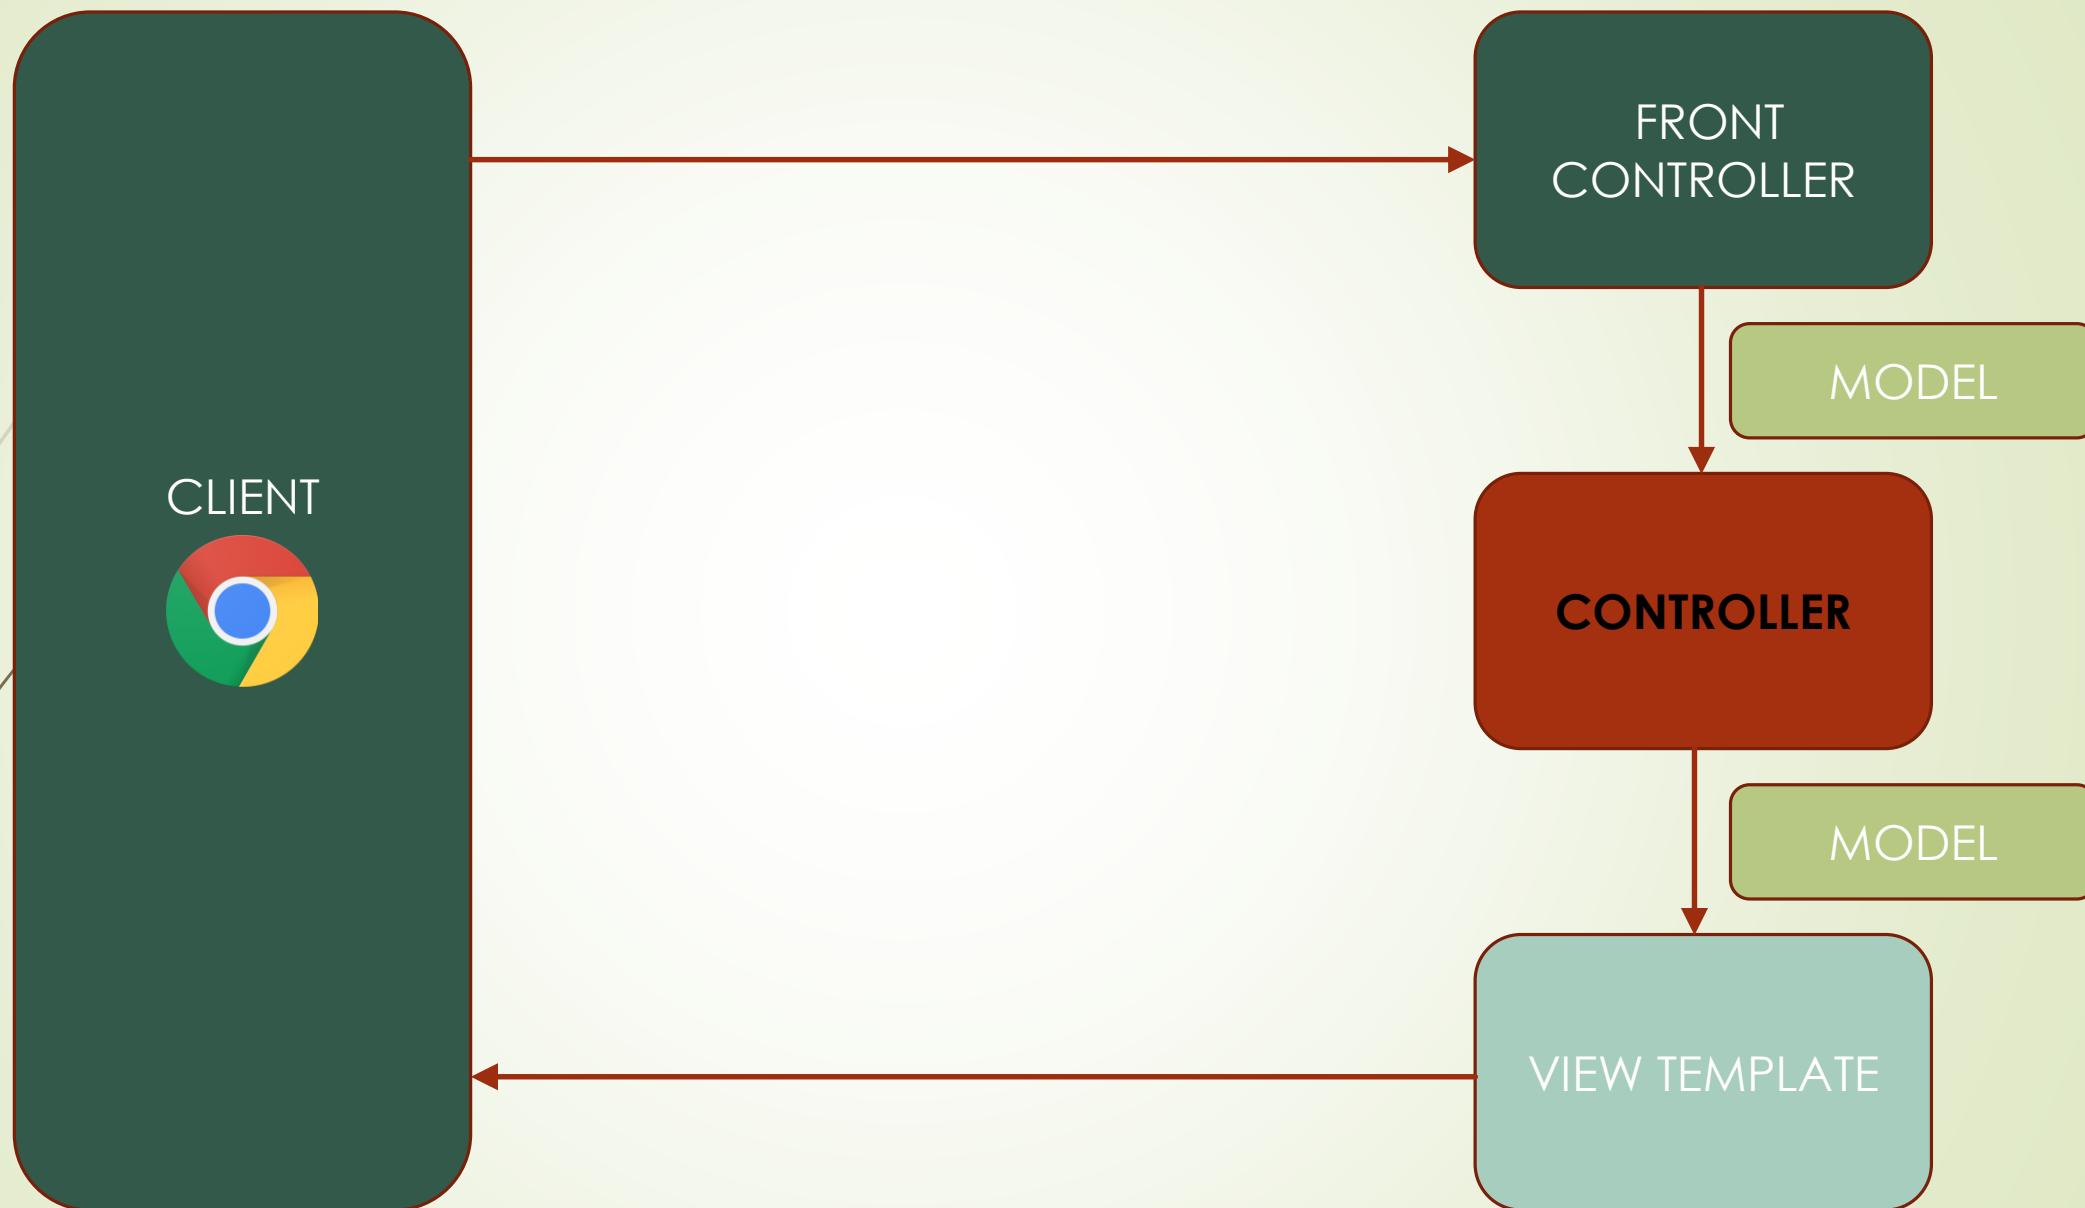 CLIENT
FRONT
CONTROLLER
MODEL
CONTROLLER
MODEL
VIEW TEMPLATE